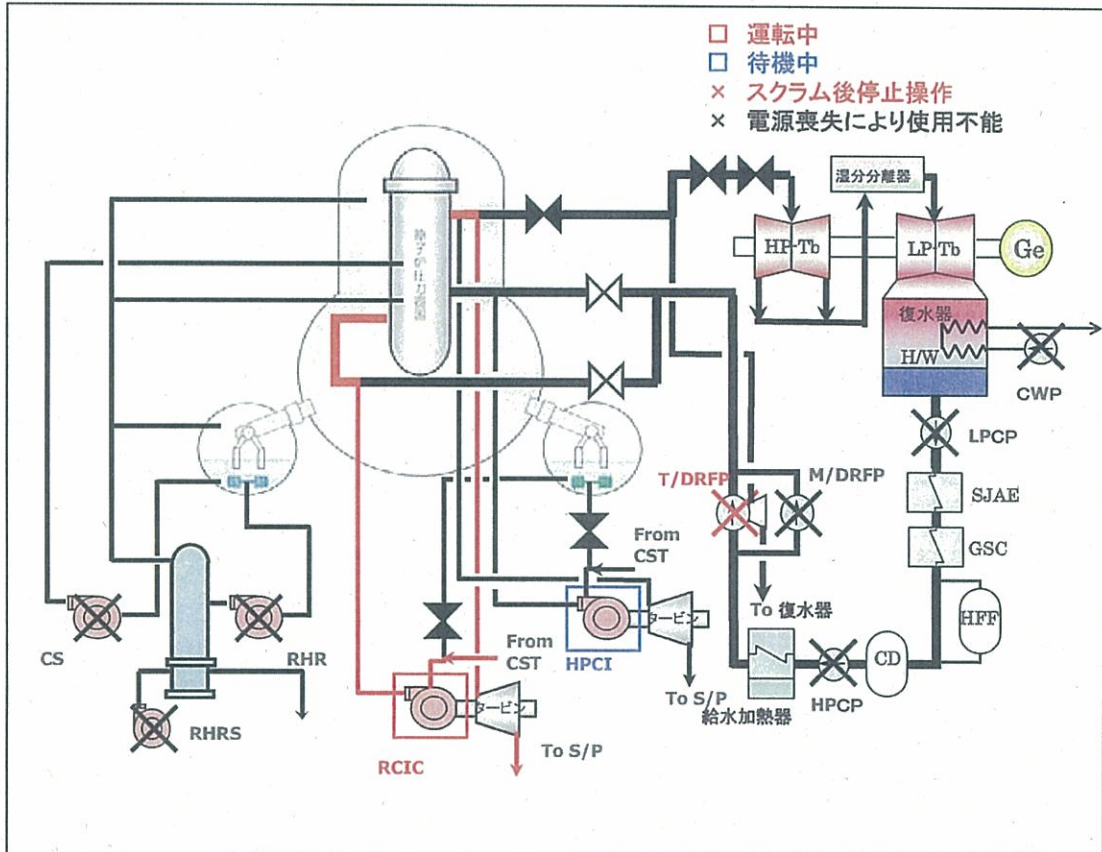 運転中
待機中
スクラム後停止操作
電源喪失により使用不能
湿分分離器
HP-Tb
LP-Tb
Ge
原子炉圧力容器
復水器
H/W
CWP
LPCP
T/DRFP
M/DRFP
SJAE
GSC
From
CST
To 復水器
HFF
CS
RHR
From
CST
HPCI
タービン
CD
To S/P
給水加熱器
HPCP
RHRS
タービン
To S/P
RCIC